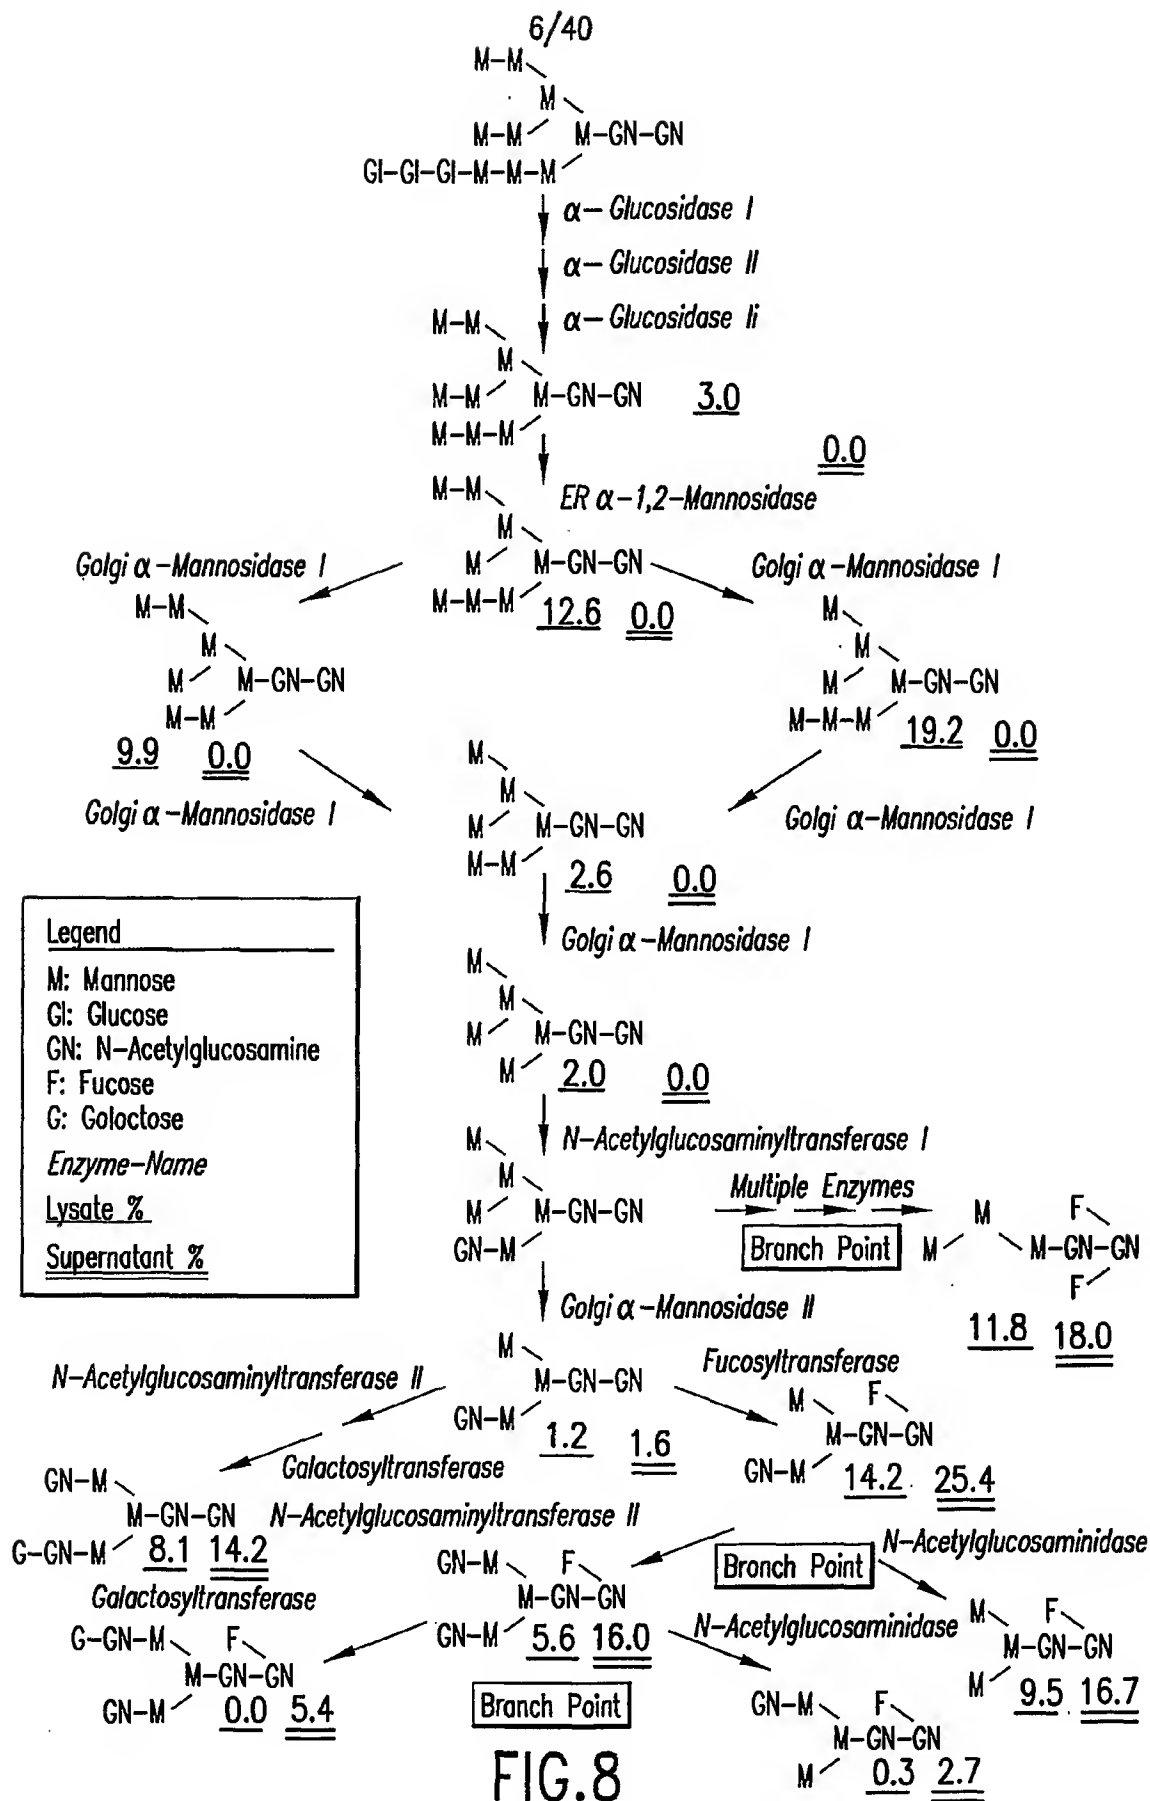 6/40
M-M
M
M-M M-GN-GN
Gl-Gl-Gl-M-M-M
α- Glucosidase I
α- Glucosidase II
α- Glucosidase Ii
M-M
M
M-M M-GN-GN 3.0
M-M-M
0.0
ER α-1,2-Mannosidase
M-M
M
M M-GN-GN
M-M-M 12.6 0.0
Golgi α-Mannosidase I
Golgi α-Mannosidase I
M-M
M
M M-GN-GN
M-M
9.9 0.0
M
M
M M-GN-GN
M-M-M 19.2 0.0
Golgi α-Mannosidase I
Golgi α-Mannosidase I
M
M
M M-GN-GN
M-M 2.6 0.0
Golgi α-Mannosidase I
M
M
M M-GN-GN
M 2.0 0.0
N-Acetylglucosaminyltransferase I
Legend
M: Mannose
Gl: Glucose
GN: N-Acetylglucosamine
F: Fucose
G: Goloctose
Enzyme-Name
Lysate %
Supernatant %
M
M
M M-GN-GN
GN-M
Multiple Enzymes
Branch Point
M F
M M-GN-GN
F
11.8 18.0
Golgi α-Mannosidase II
M
M-GN-GN
GN-M 1.2 1.6
N-Acetylglucosaminyltransferase II
Fucosyltransferase
M F
M-GN-GN
GN-M 14.2 25.4
Galactosyltransferase
GN-M
M-GN-GN
G-GN-M 8.1 14.2
N-Acetylglucosaminyltransferase II
GN-M F
M-GN-GN
GN-M 5.6 16.0
Bronch Point
N-Acetylglucosaminidase
M F
M-GN-GN
M 9.5 16.7
Galactosyltransferase
G-GN-M F
M-GN-GN
GN-M 0.0 5.4
Branch Point
N-Acetylglucosaminidase
GN-M F
M-GN-GN
M 0.3 2.7
FIG.8